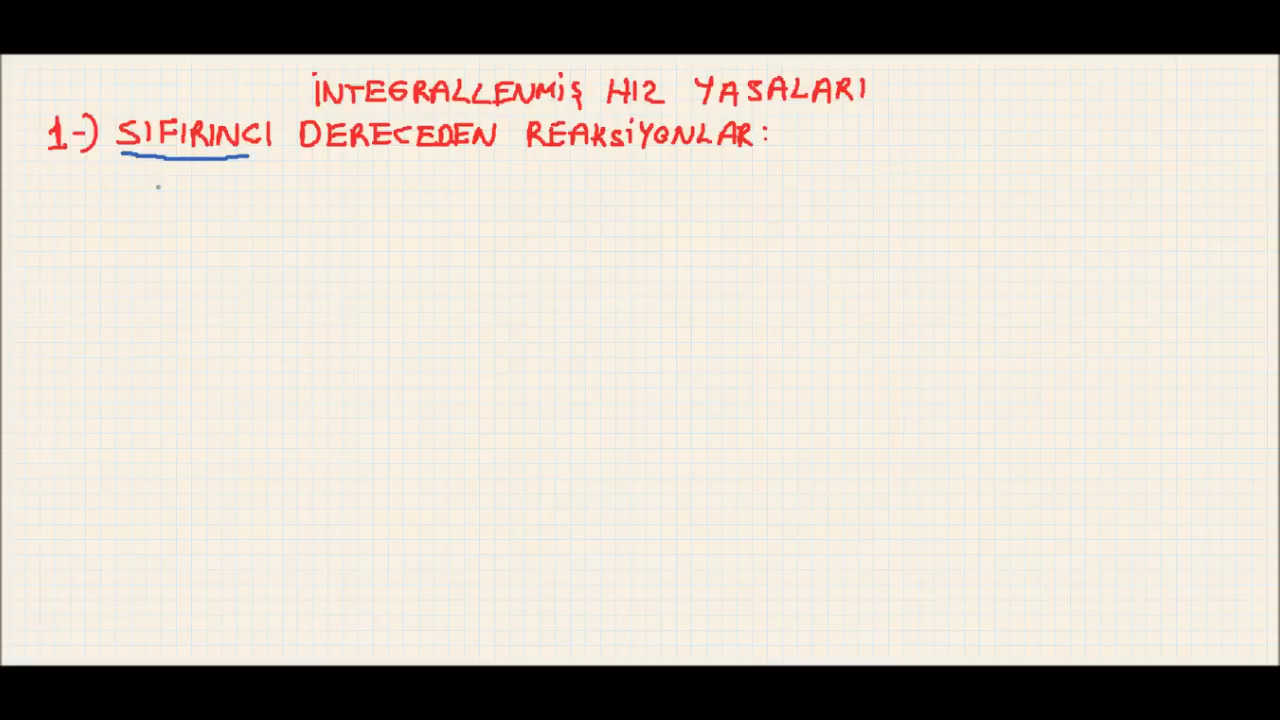 İNTEGRALLENMİŞ HIZ YASALARI
1-) SIFIRINCI DERECEDEN REAKSİYONLAR: